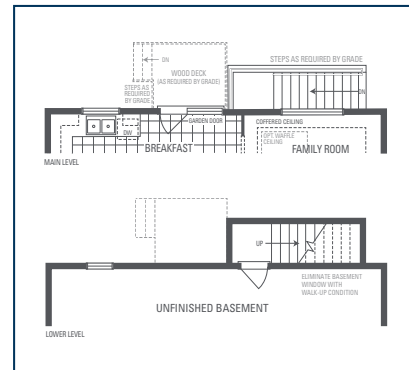 STEPS AS REQUIRED BY GRADE
DN
WOOD DECK
(AS REQUIRED BY GRADE)
STEPS AS
REQUIRED
BY GRADE
DN
DW
GARDEN DOOR
BREAKFAST
COFFERED CEILING
OPT. WAFFLE
CEILING
FAMILY ROOM
MAIN LEVEL
UP
ELIMINATE BASEMENT
WINDOW WITH
WALK-UP CONDITION
UNFINISHED BASEMENT
LOWER LEVEL